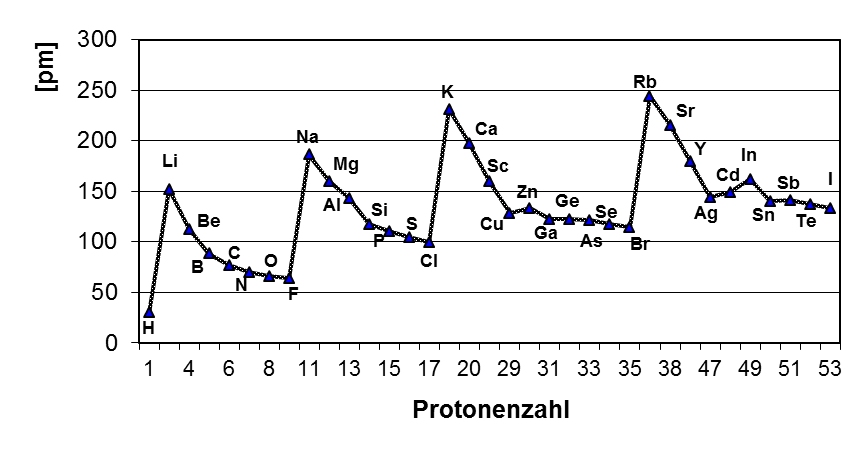 [pm]
300
250
200
150
100
50
0
H
Li
Be
B
C
N
O
F
Na
Mg
Al
Si
P
S
Cl
K
Ca
Sc
Cu
Zn
Ga
Ge
As
Se
Br
Rb
Sr
Y
Ag
Cd
In
Sn
Sb
Te
I
1 4 6 8 11 13 15 17 20 29 31 33 35 38 47 49 51 53
Protonenzahl